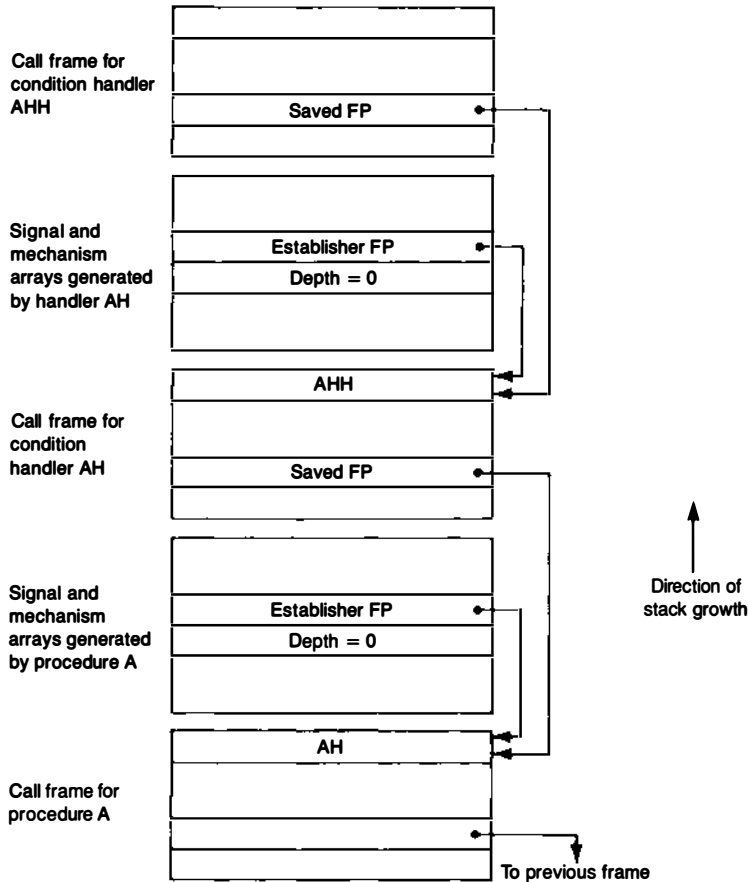 Call frame for
condition handler
AHH
Saved FP
Signal and
mechanism
arrays generated
by handler AH
Establisher FP
Depth = 0
AHH
Call frame for
condition
handler AH
Saved FP
Signal and
mechanism
arrays generated
by procedure A
Establisher FP
Depth = 0
Direction of
stack growth
AH
Call frame for
procedure A
To previous frame